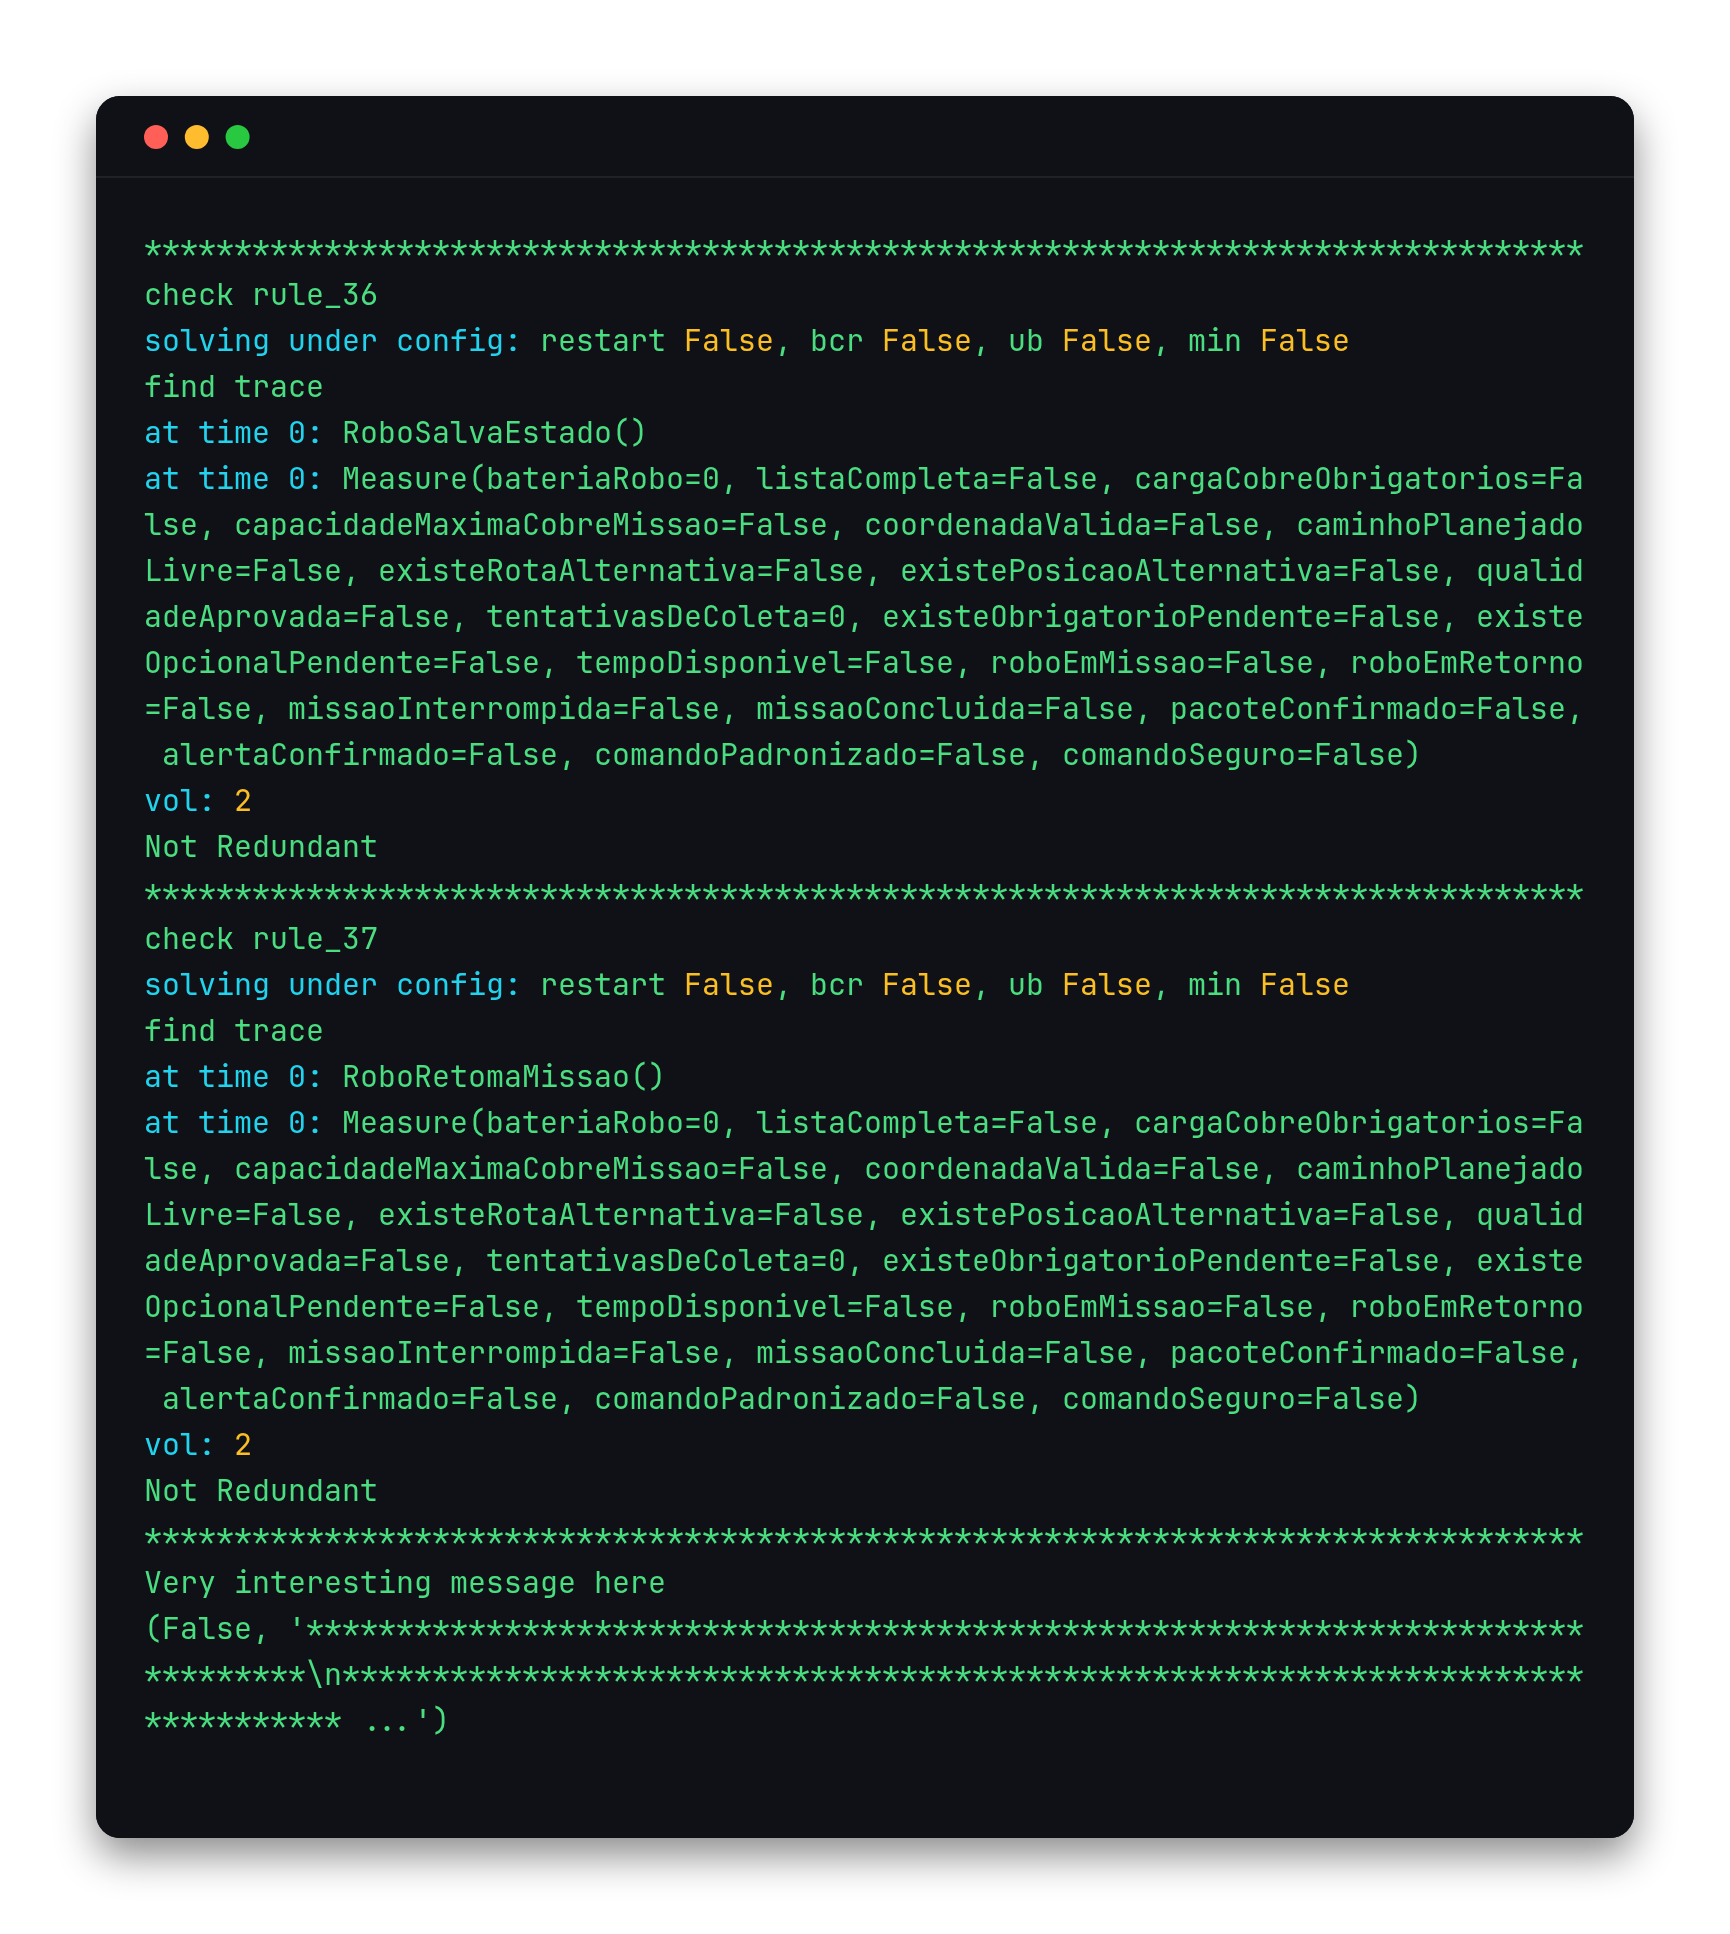 ********************************************************************************
check rule_36
solving under config: restart False, bcr False, ub False, min False
find trace
at time 0: RoboSalvaEstado()
at time 0: Measure(bateriaRobo=0, listaCompleta=False, cargaCobreObrigatorios=Fa
lse, capacidadeMaximaCobreMissao=False, coordenadaValida=False, caminhoPlanejado
Livre=False, existeRotaAlternativa=False, existePosicaoAlternativa=False, qualid
adeAprovada=False, tentativasDeColeta=0, existeObrigatorioPendente=False, existe
OpcionalPendente=False, tempoDisponivel=False, roboEmMissao=False, roboEmRetorno
=False, missaoInterrompida=False, missaoConcluida=False, pacoteConfirmado=False,
 alertaConfirmado=False, comandoPadronizado=False, comandoSeguro=False)
vol: 2
Not Redundant
********************************************************************************
check rule_37
solving under config: restart False, bcr False, ub False, min False
find trace
at time 0: RoboRetomaMissao()
at time 0: Measure(bateriaRobo=0, listaCompleta=False, cargaCobreObrigatorios=Fa
lse, capacidadeMaximaCobreMissao=False, coordenadaValida=False, caminhoPlanejado
Livre=False, existeRotaAlternativa=False, existePosicaoAlternativa=False, qualid
adeAprovada=False, tentativasDeColeta=0, existeObrigatorioPendente=False, existe
OpcionalPendente=False, tempoDisponivel=False, roboEmMissao=False, roboEmRetorno
=False, missaoInterrompida=False, missaoConcluida=False, pacoteConfirmado=False,
 alertaConfirmado=False, comandoPadronizado=False, comandoSeguro=False)
vol: 2
Not Redundant
********************************************************************************
Very interesting message here
(False, '***********************************************************************
*********\n*********************************************************************
*********** ...')